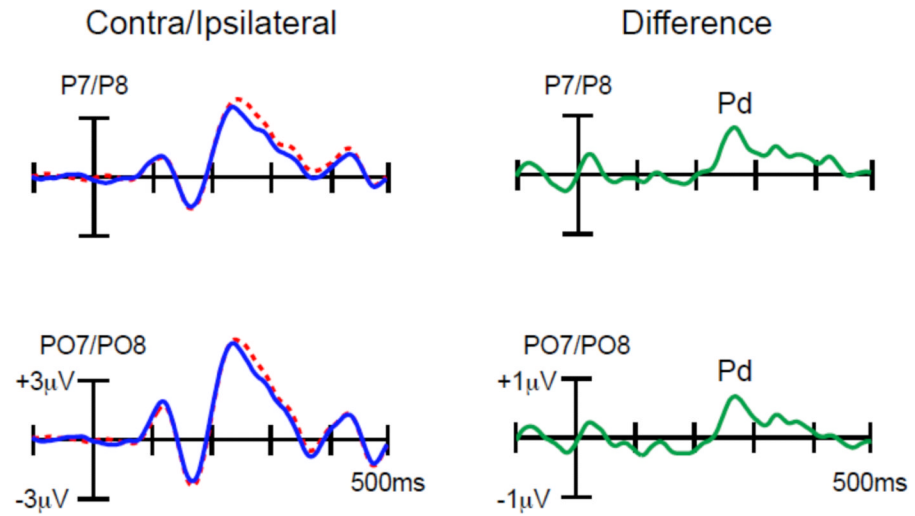 Contra/Ipsilateral
Difference
P7/P8
P7/P8
Pd
PO7/PO8
+3μV
-3μV
500ms
PO7/PO8
+1μV
Pd
-1μV
500ms